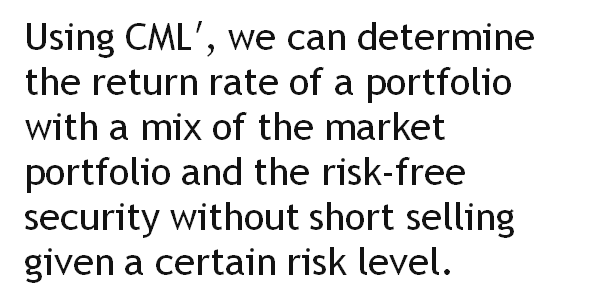 Using CML′, we can determine
the return rate of a portfolio
with a mix of the market
portfolio and the risk-free
security without short selling
given a certain risk level.